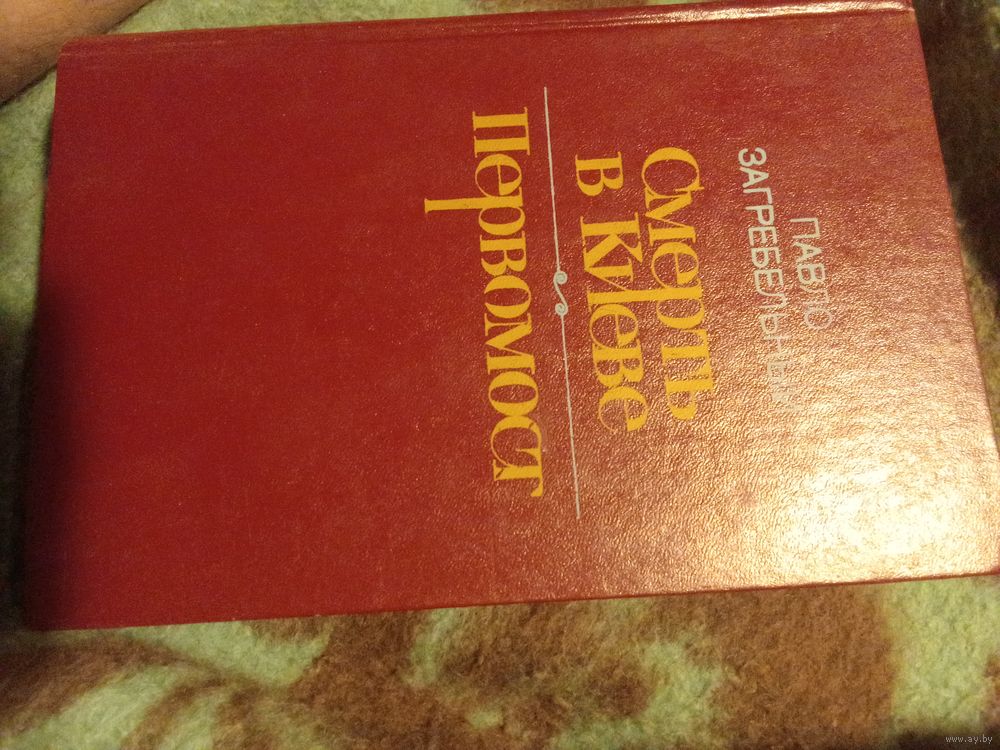 ПАВЛО
ЗАГРЕБЕЛЬНЫЙ
Смерть
в Киеве
Первомост
www.ay.by